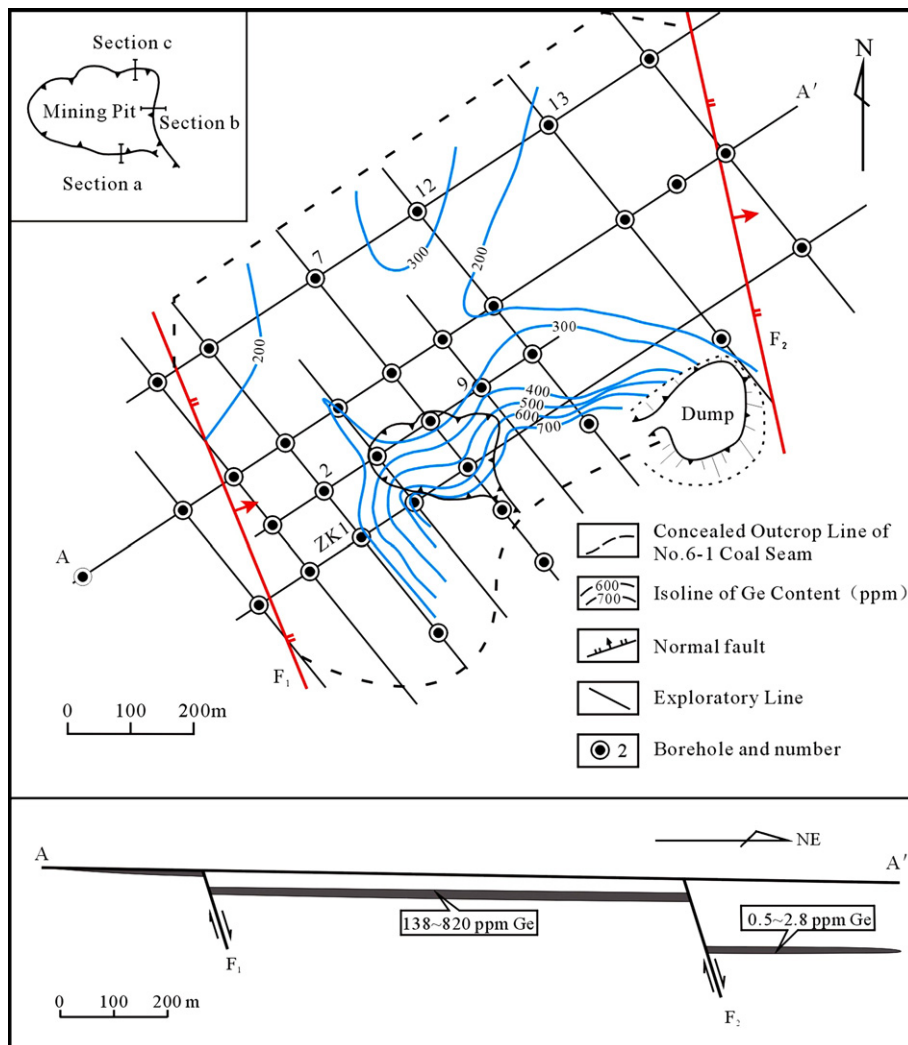 Section c
Mining Pit
Section b
Section a
N
13
A′
12
300
200
7
200
300
F₂
9
400
500
600
700
Dump
2
ZK1
A
F₁
0 100 200m
Concealed Outcrop Line of
No.6-1 Coal Seam
600
700
Isoline of Ge Content (ppm)
Normal fault
Exploratory Line
2 Borehole and number
NE
A
A′
138~820 ppm Ge
0.5~2.8 ppm Ge
F₁
F₂
0 100 200 m